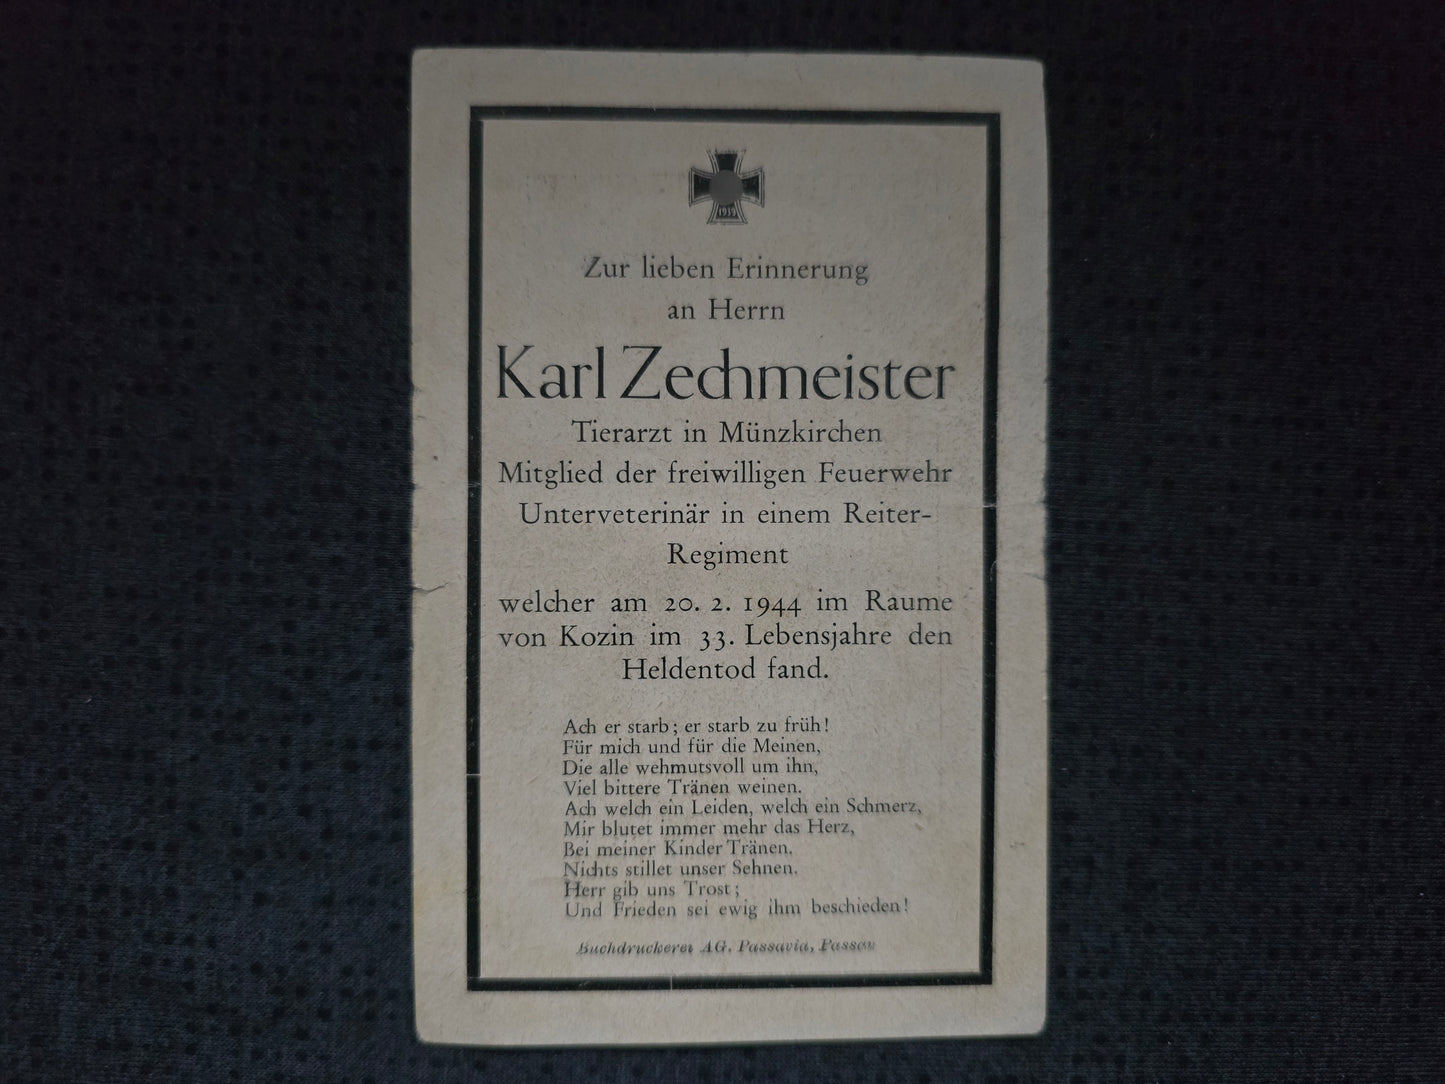 1939
Zur lieben Erinnerung
an Herrn
Karl Zechmeister
Tierarzt in Münzkirchen
Mitglied der freiwilligen Feuerwehr
Unterveterinär in einem Reiter-
Regiment
welcher am 20. 2. 1944 im Raume
von Kozin im 33. Lebensjahre den
Heldentod fand.
Ach er starb; er starb zu früh!
Für mich und für die Meinen,
Die alle wehmutsvoll um ihn,
Viel bittere Tränen weinen.
Ach welch ein Leiden, welch ein Schmerz,
Mir blutet immer mehr das Herz,
Bei meiner Kinder Tränen.
Nichts stillet unser Sehnen.
Herr gib uns Trost;
Und Frieden sei ewig ihm beschieden!
Buchdruckerei AG. Passavia, Passau